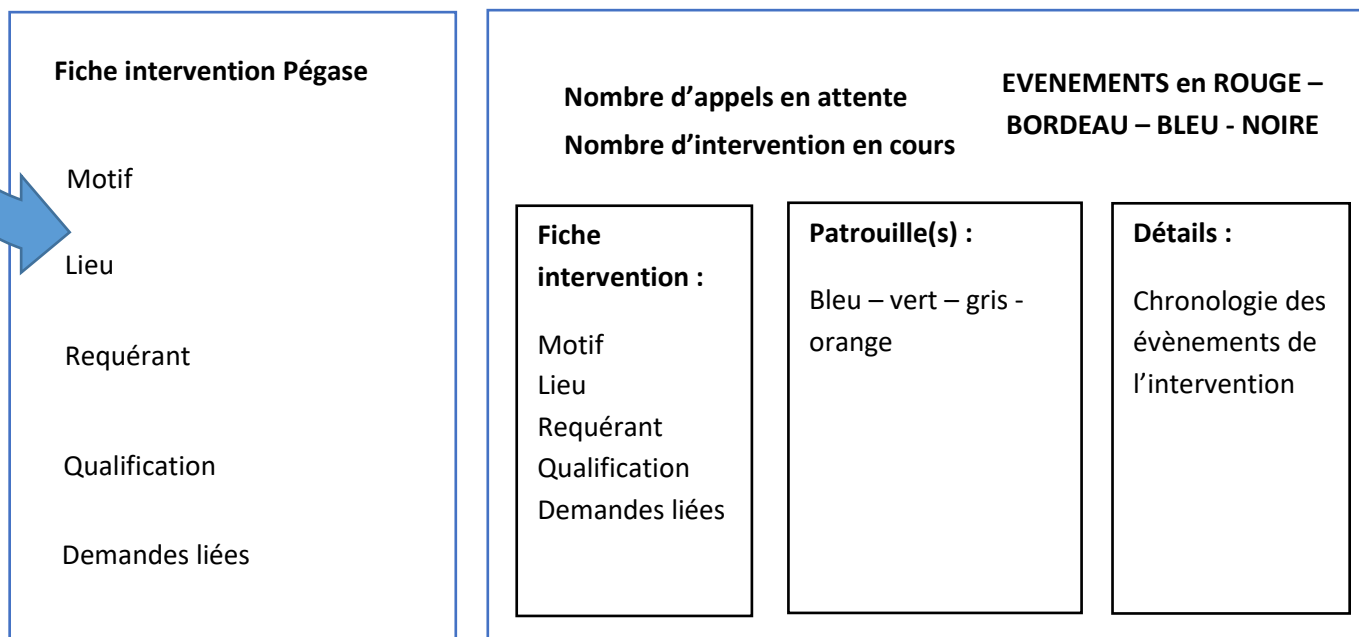 Fiche intervention Pégase
Motif
Lieu
Requérant
Qualification
Demandes liées
Nombre d’appels en attente
Nombre d’intervention en cours
EVENEMENTS en ROUGE –
BORDEAU – BLEU - NOIRE
Fiche
intervention :
Motif
Lieu
Requérant
Qualification
Demandes liées
Patrouille(s) :
Bleu – vert – gris -
orange
Détails :
Chronologie des
évènements de
l’intervention